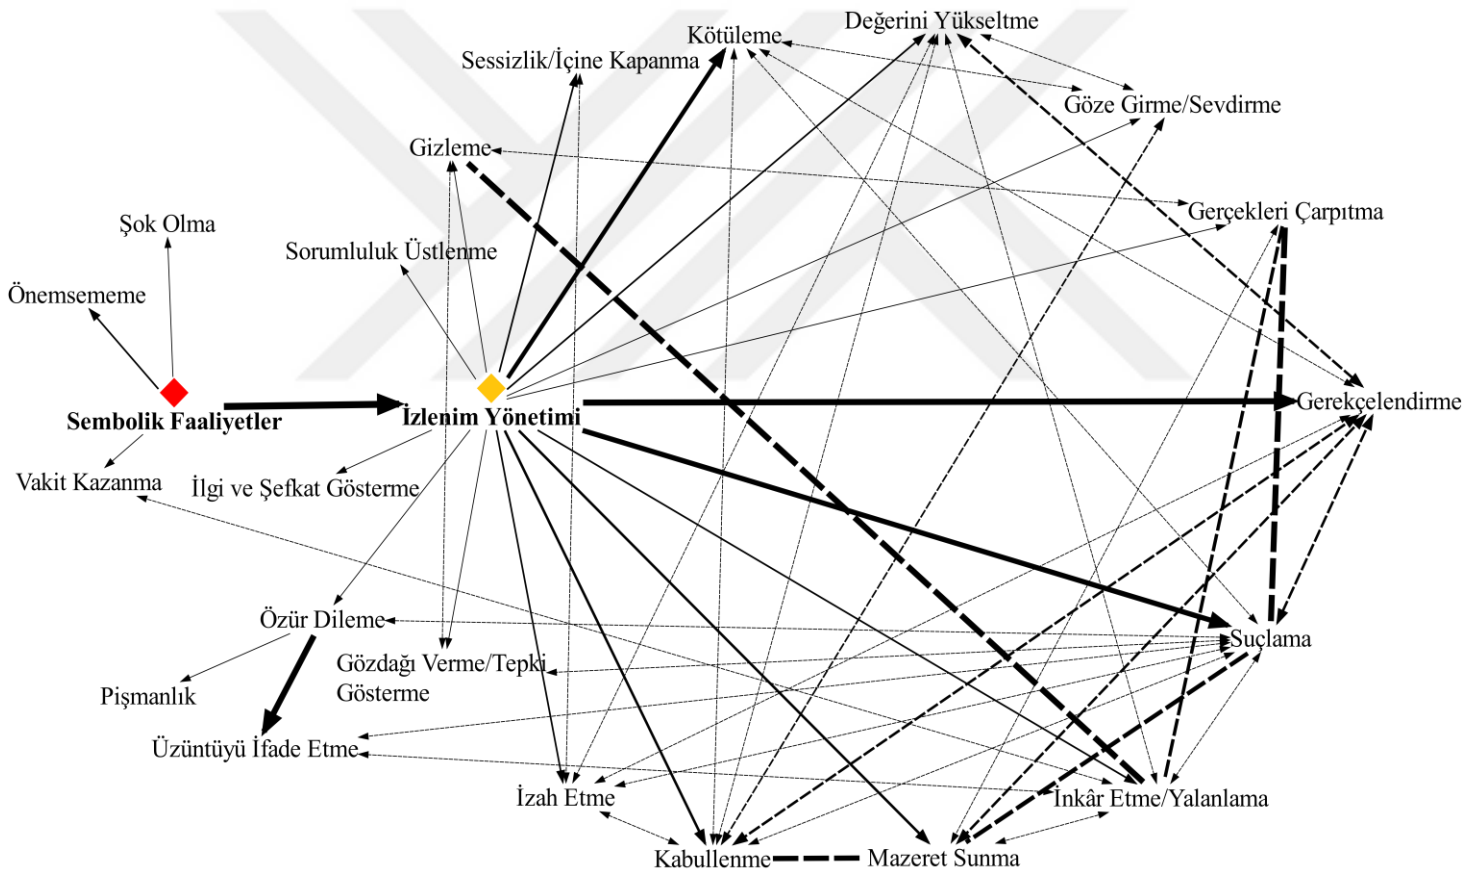 Değerini Yükseltme
Kötüleme
Sessizlik/İçine Kapanma
Göze Girme/Sevdirme
Gizleme
Gerçekleri Çarpıtma
Şok Olma
Sorumluluk Üstlenme
Önemsememe
Gerekçelendirme
Sembolik Faaliyetler
İzlenim Yönetimi
Vakit Kazanma
İlgi ve Şefkat Gösterme
Özür Dileme
Suçlama
Gözdağı Verme/Tepki
Gösterme
Pişmanlık
Üzüntüyü İfade Etme
İzah Etme
İnkâr Etme/Yalanlama
Kabullenme
Mazeret Sunma